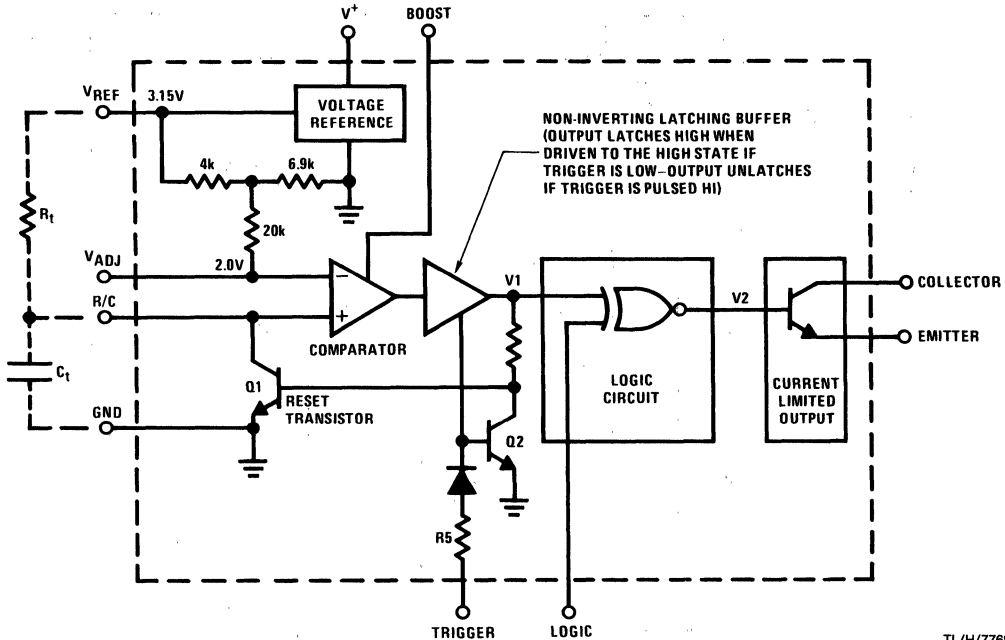 V+
BOOST
VREF
3.15V
VOLTAGE
REFERENCE
NON-INVERTING LATCHING BUFFER
(OUTPUT LATCHES HIGH WHEN
DRIVEN TO THE HIGH STATE IF
TRIGGER IS LOW–OUTPUT UNLATCHES
IF TRIGGER IS PULSED HI)
4k
6.9k
Rt
20k
VADJ
2.0V
R/C
COMPARATOR
V1
V2
COLLECTOR
EMITTER
Ct
Q1
RESET
TRANSISTOR
LOGIC
CIRCUIT
CURRENT
LIMITED
OUTPUT
GND
Q2
R5
TRIGGER
LOGIC